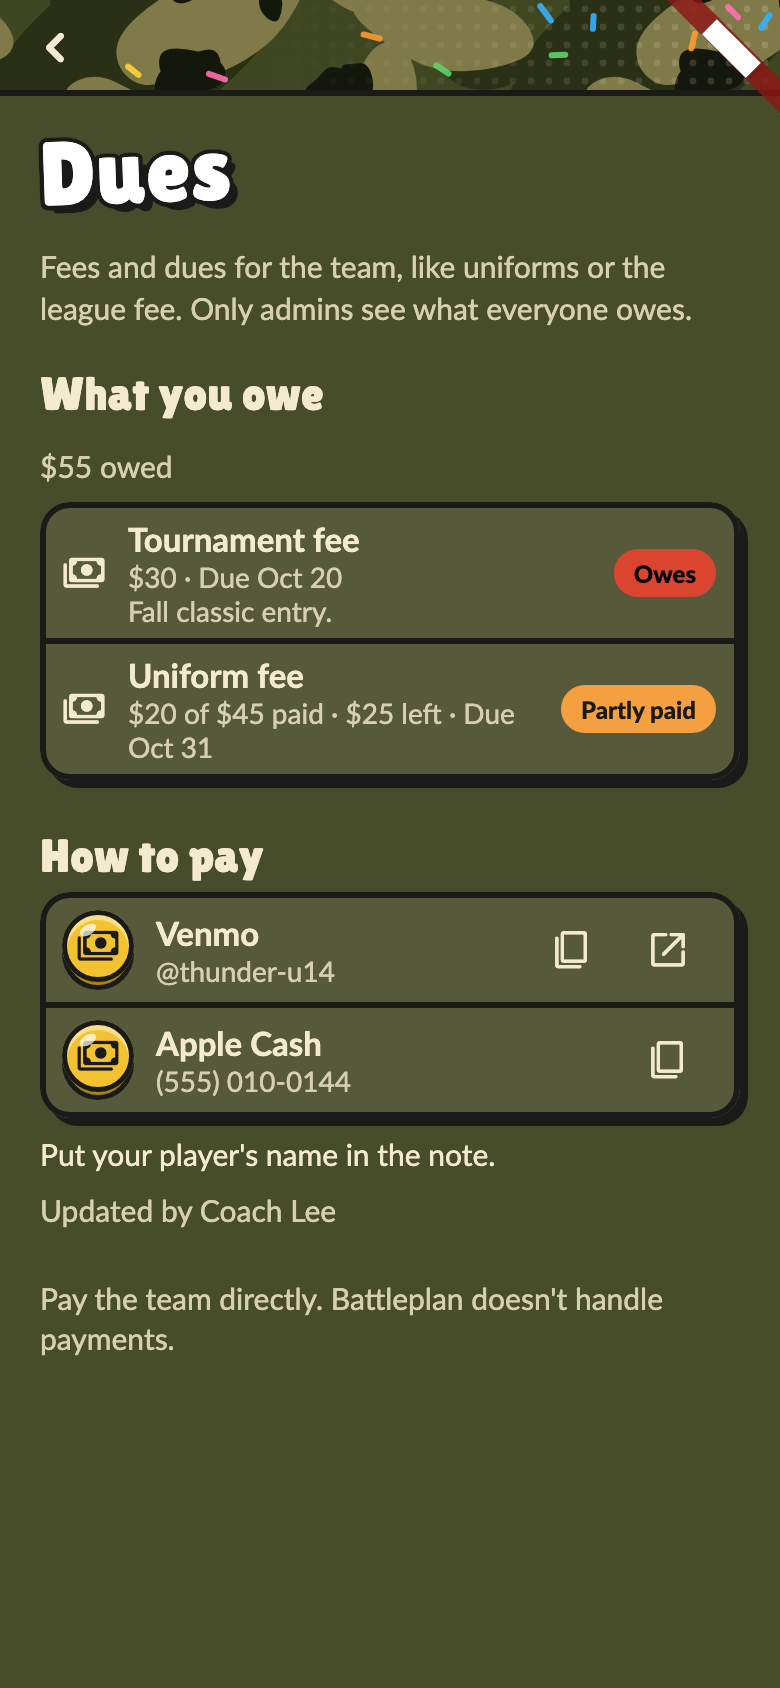 Dues
Fees and dues for the team, like uniforms or the
league fee. Only admins see what everyone owes.
What you owe
$55 owed
Tournament fee
$30 · Due Oct 20
Fall classic entry.
Owes
Uniform fee
$20 of $45 paid · $25 left · Due
Oct 31
Partly paid
How to pay
Venmo
@thunder-u14
Apple Cash
(555) 010-0144
Put your player's name in the note.
Updated by Coach Lee
Pay the team directly. Battleplan doesn't handle
payments.